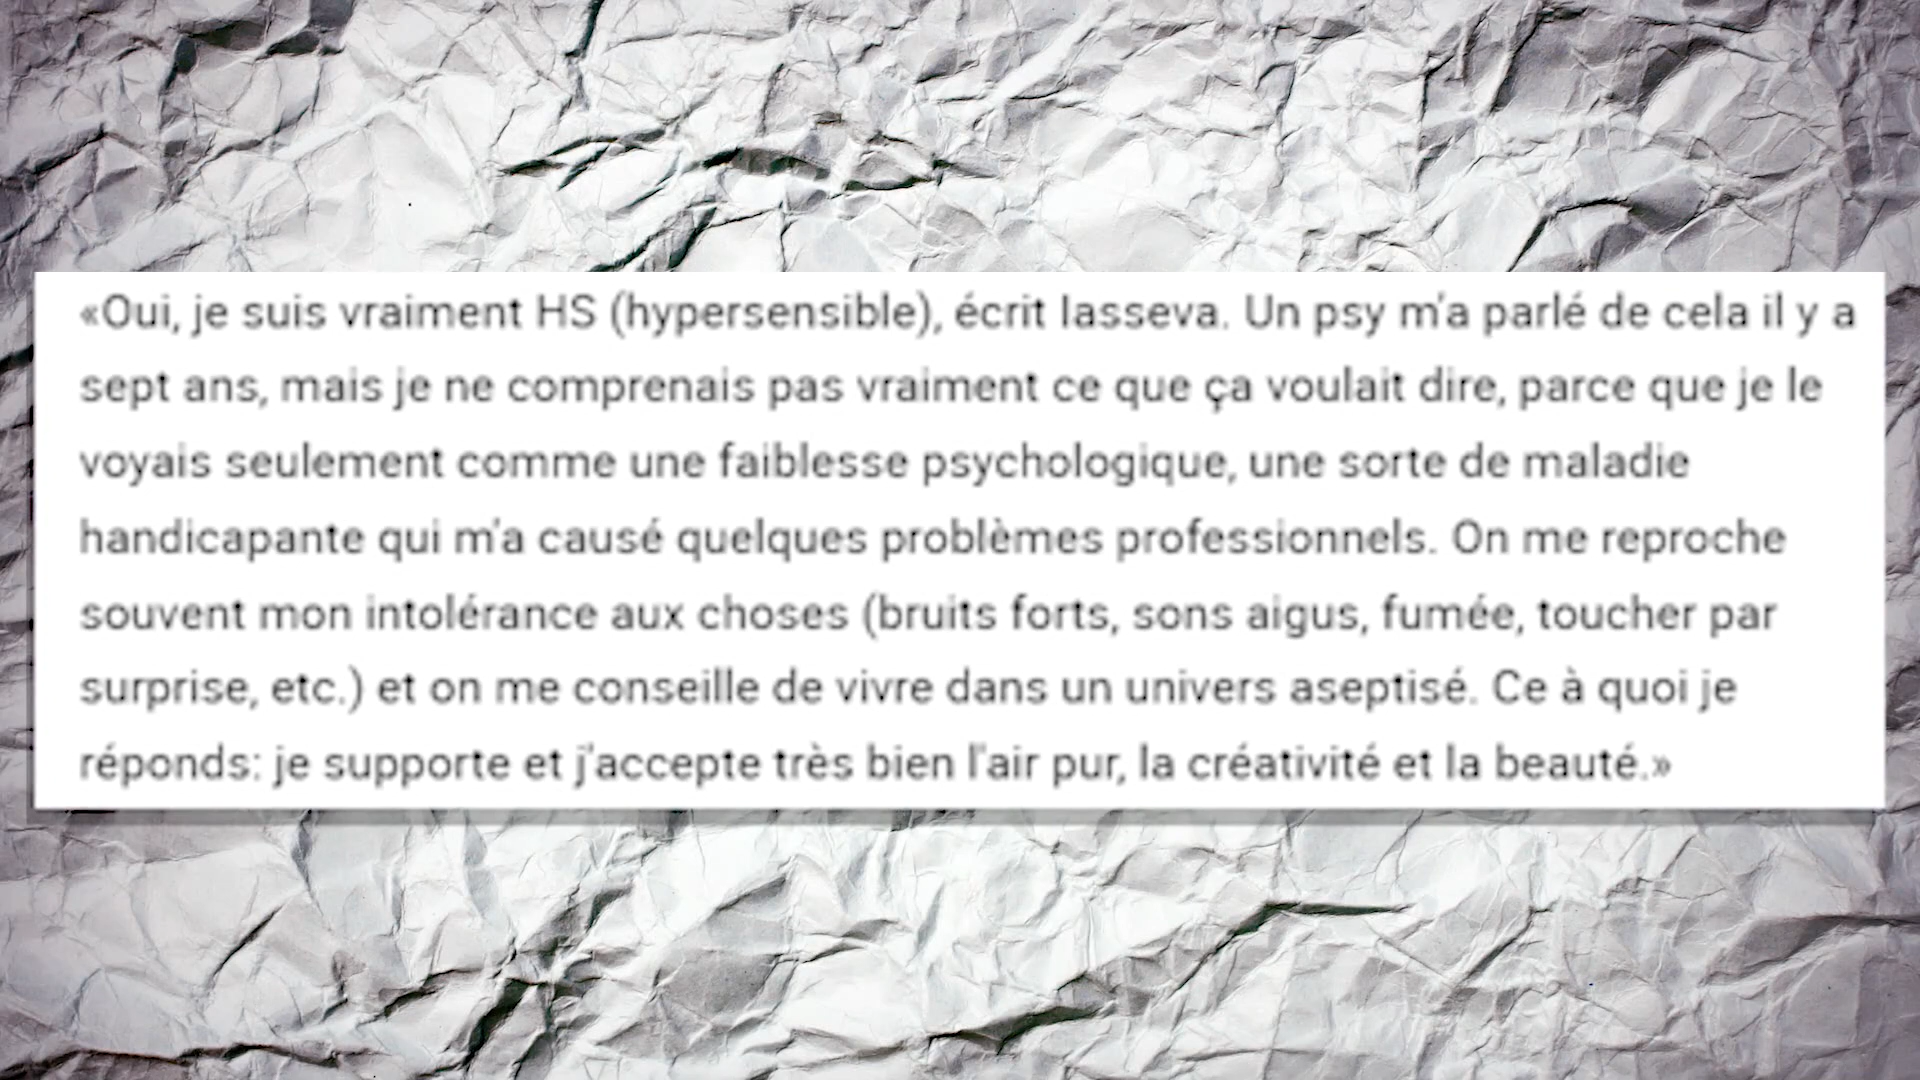 «Oui, je suis vraiment HS (hypersensible), écrit Iasseva. Un psy m'a parlé de cela il y a
sept ans, mais je ne comprenais pas vraiment ce que ça voulait dire, parce que je le
voyais seulement comme une faiblesse psychologique, une sorte de maladie
handicapante qui m'a causé quelques problèmes professionnels. On me reproche
souvent mon intolérance aux choses (bruits forts, sons aigus, fumée, toucher par
surprise, etc.) et on me conseille de vivre dans un univers aseptisé. Ce à quoi je
réponds: je supporte et j'accepte très bien l'air pur, la créativité et la beauté.»